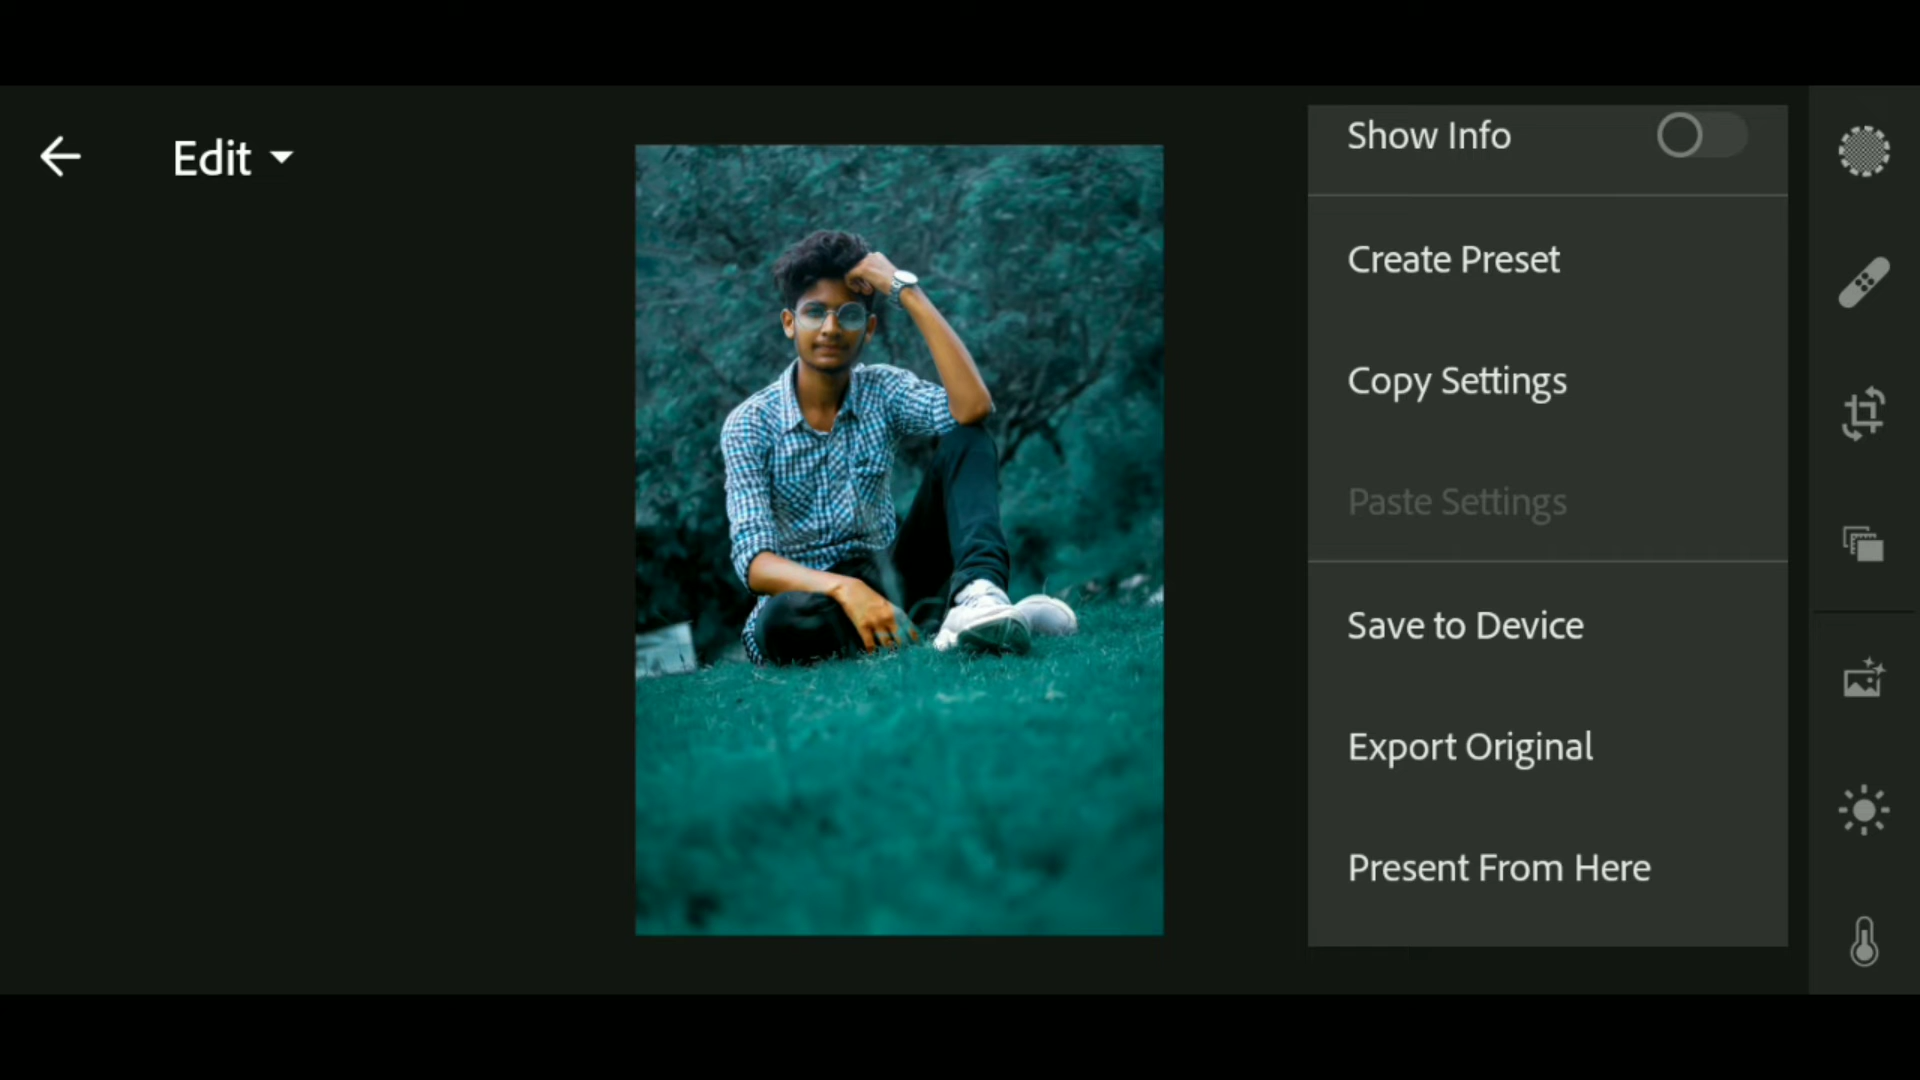 Edit
Show Info
Create Preset
Copy Settings
Paste Settings
Save to Device
Export Original
Present From Here